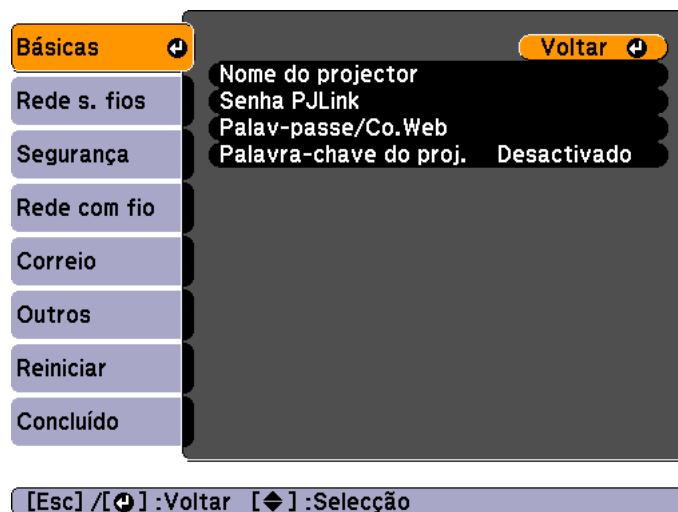 Básicas
Rede s. fios
Segurança
Rede com fio
Correio
Outros
Reiniciar
Concluído
Voltar
Nome do projector
Senha PJLink
Palav-passe/Co.Web
Palavra-chave do proj. Desactivado
[Esc] /[ ] :Voltar [ ] :Selecção